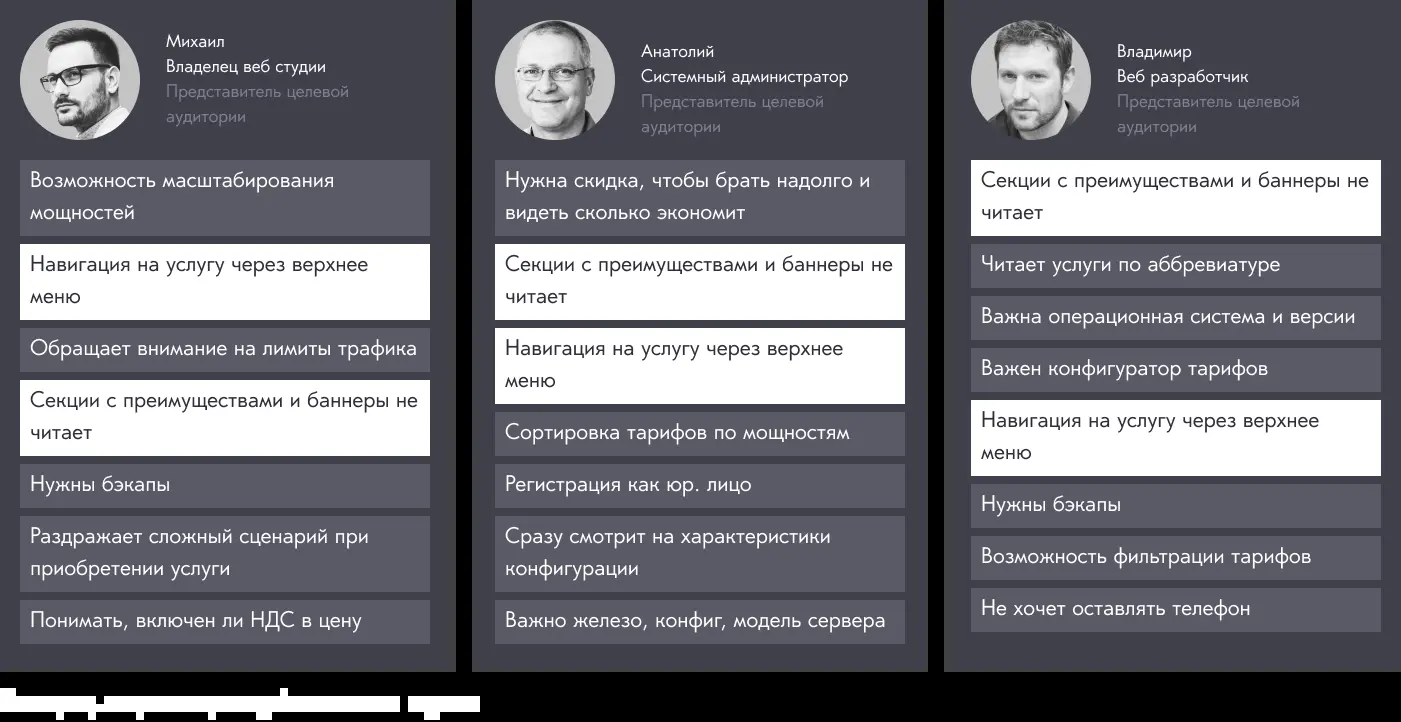 Михаил
Владелец веб студии
Представитель целевой
аудитории
Возможность масштабирования
мощностей
Навигация на услугу через верхнее
меню
Обращает внимание на лимиты трафика
Секции с преимуществами и баннеры не
читает
Нужны бэкапы
Раздражает сложный сценарий при
приобретении услуги
Понимать, включен ли НДС в цену
Анатолий
Системный администратор
Представитель целевой
аудитории
Нужна скидка, чтобы брать надолго и
видеть сколько экономит
Секции с преимуществами и баннеры не
читает
Навигация на услугу через верхнее
меню
Сортировка тарифов по мощностям
Регистрация как юр. лицо
Сразу смотрит на характеристики
конфигурации
Важно железо, конфиг, модель сервера
Владимир
Веб разработчик
Представитель целевой
аудитории
Секции с преимуществами и баннеры не
читает
Читает услуги по аббревиатуре
Важна операционная система и версии
Важен конфигуратор тарифов
Навигация на услугу через верхнее
меню
Нужны бэкапы
Возможность фильтрации тарифов
Не хочет оставлять телефон